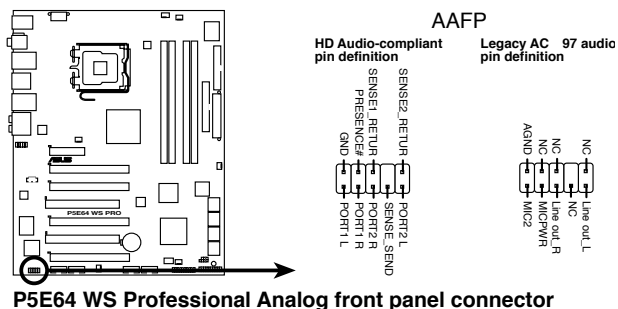 AAFP
HD Audio-compliant
pin definition
Legacy AC 97 audio
pin definition
GND
PRESENCE#
SENSE1_RETUR
SENSE2_RETUR
PORT1 L
PORT1 R
PORT2 R
SENSE_SEND
PORT2 L
AGND
NC
NC
NC
MIC2
MICPWR
Line out_R
NC
Line out_L
ASUS
P5E64 WS PRO
P5E64 WS Professional Analog front panel connector